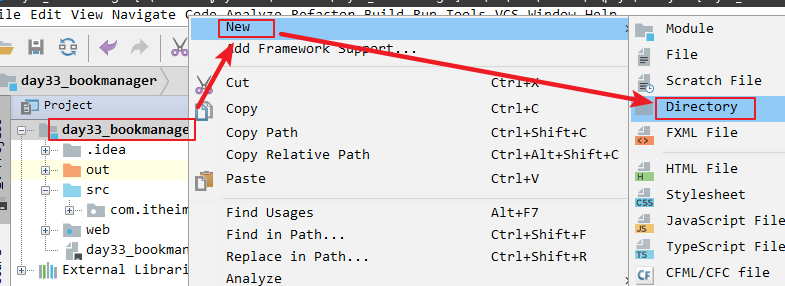 File Edit View Navigate Code Analyze Refactor Build Run Tools VCS Window Help
day33_bookmanager
Project
day33_bookmanage
.idea
out
src
com.itheim
web
day33_bookman
External Librari
New
Add Framework Support...
Cut Ctrl+X
Copy Ctrl+C
Copy Path Ctrl+Shift+C
Copy Relative Path Ctrl+Alt+Shift+C
Paste Ctrl+V
Find Usages Alt+F7
Find in Path... Ctrl+Shift+F
Replace in Path... Ctrl+Shift+R
Analyze
Module
File
Scratch File
Directory
FXML File
HTML File
Stylesheet
JavaScript File
TypeScript File
CFML/CFC file